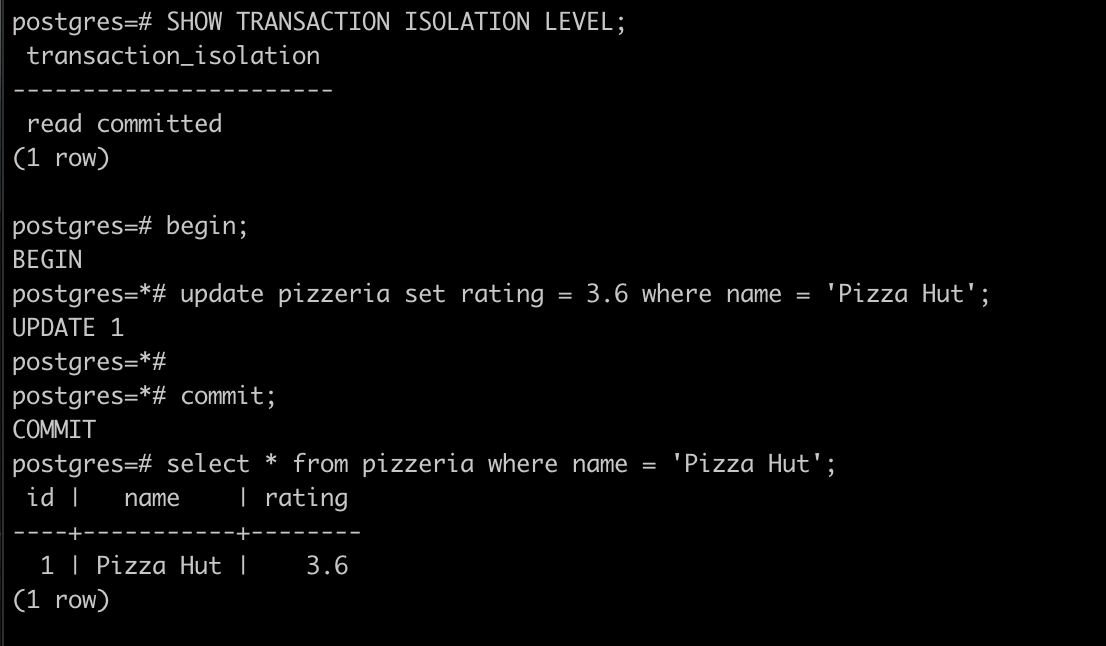 postgres=# SHOW TRANSACTION ISOLATION LEVEL;
 transaction_isolation
-----------------------
 read committed
(1 row)

postgres=# begin;
BEGIN
postgres=*# update pizzeria set rating = 3.6 where name = 'Pizza Hut';
UPDATE 1
postgres=*#
postgres=*# commit;
COMMIT
postgres=# select * from pizzeria where name = 'Pizza Hut';
 id |   name    | rating
----+-----------+--------
  1 | Pizza Hut |    3.6
(1 row)